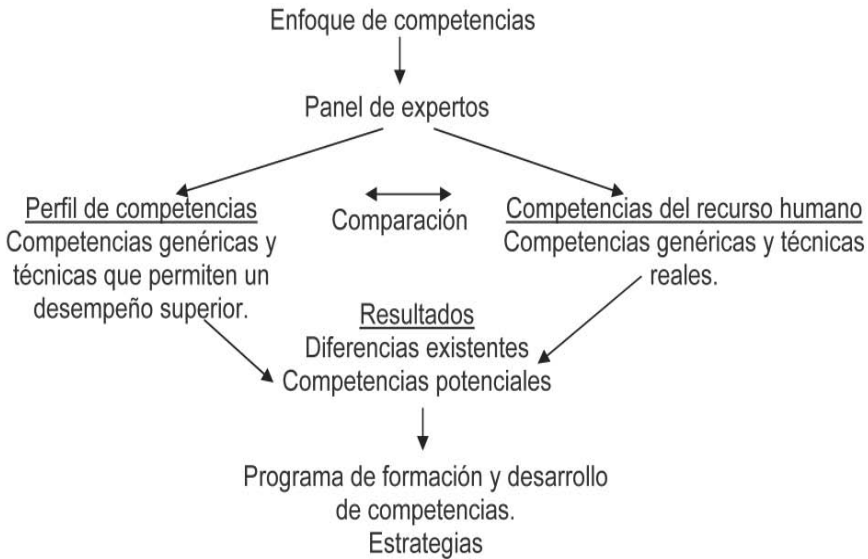 Enfoque de competencias
Panel de expertos
Perfil de competencias
Competencias genéricas y
técnicas que permiten un
desempeño superior.
Comparación
Competencias del recurso humano
Competencias genéricas y técnicas
reales.
Resultados
Diferencias existentes
Competencias potenciales
Programa de formación y desarrollo
de competencias.
Estrategias